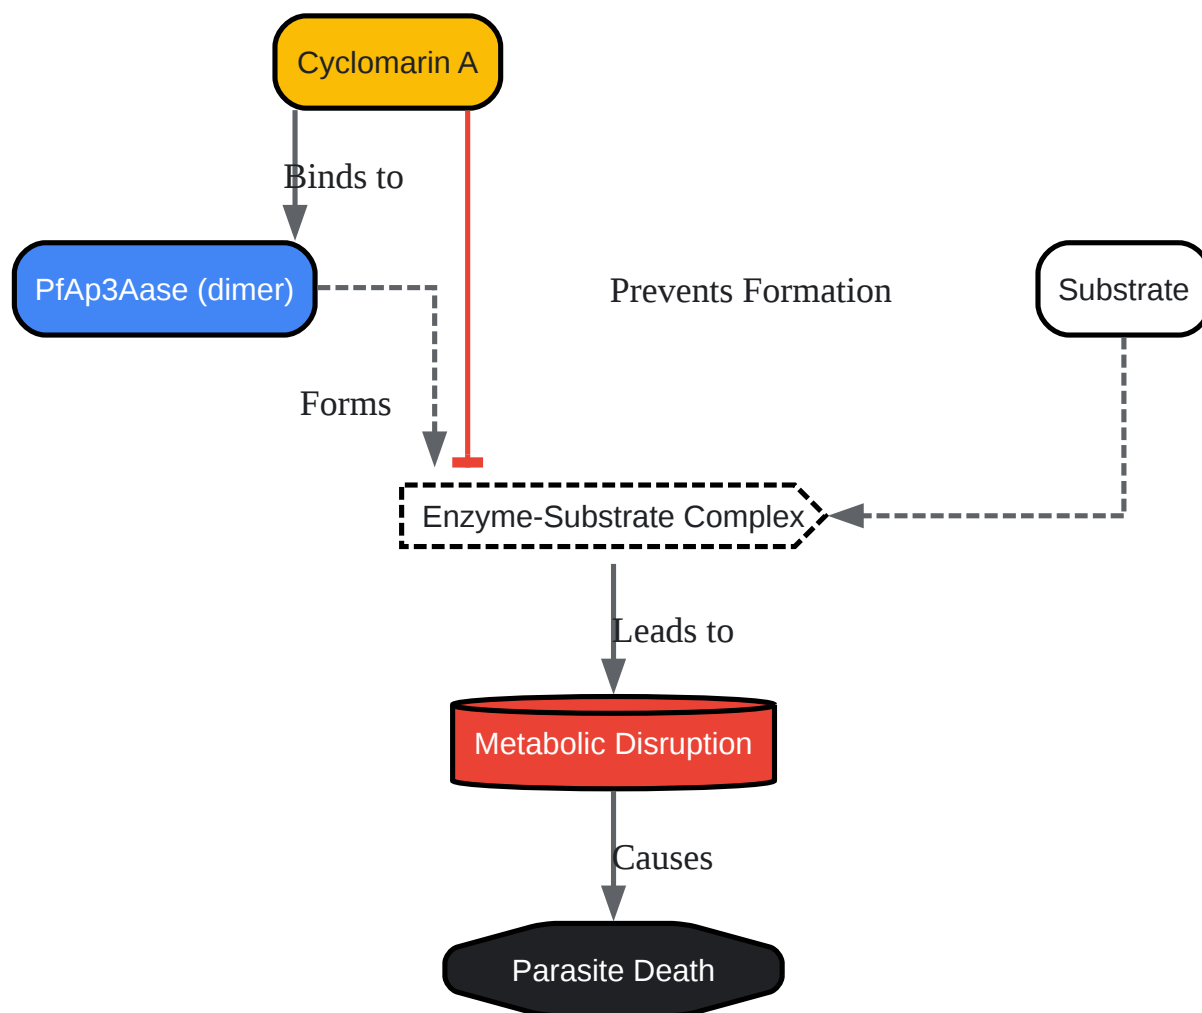 Cyclomarin A
Binds to
PfAp3Aase (dimer)
Prevents Formation
Substrate
Forms
Enzyme-Substrate Complex
Leads to
Metabolic Disruption
Causes
Parasite Death